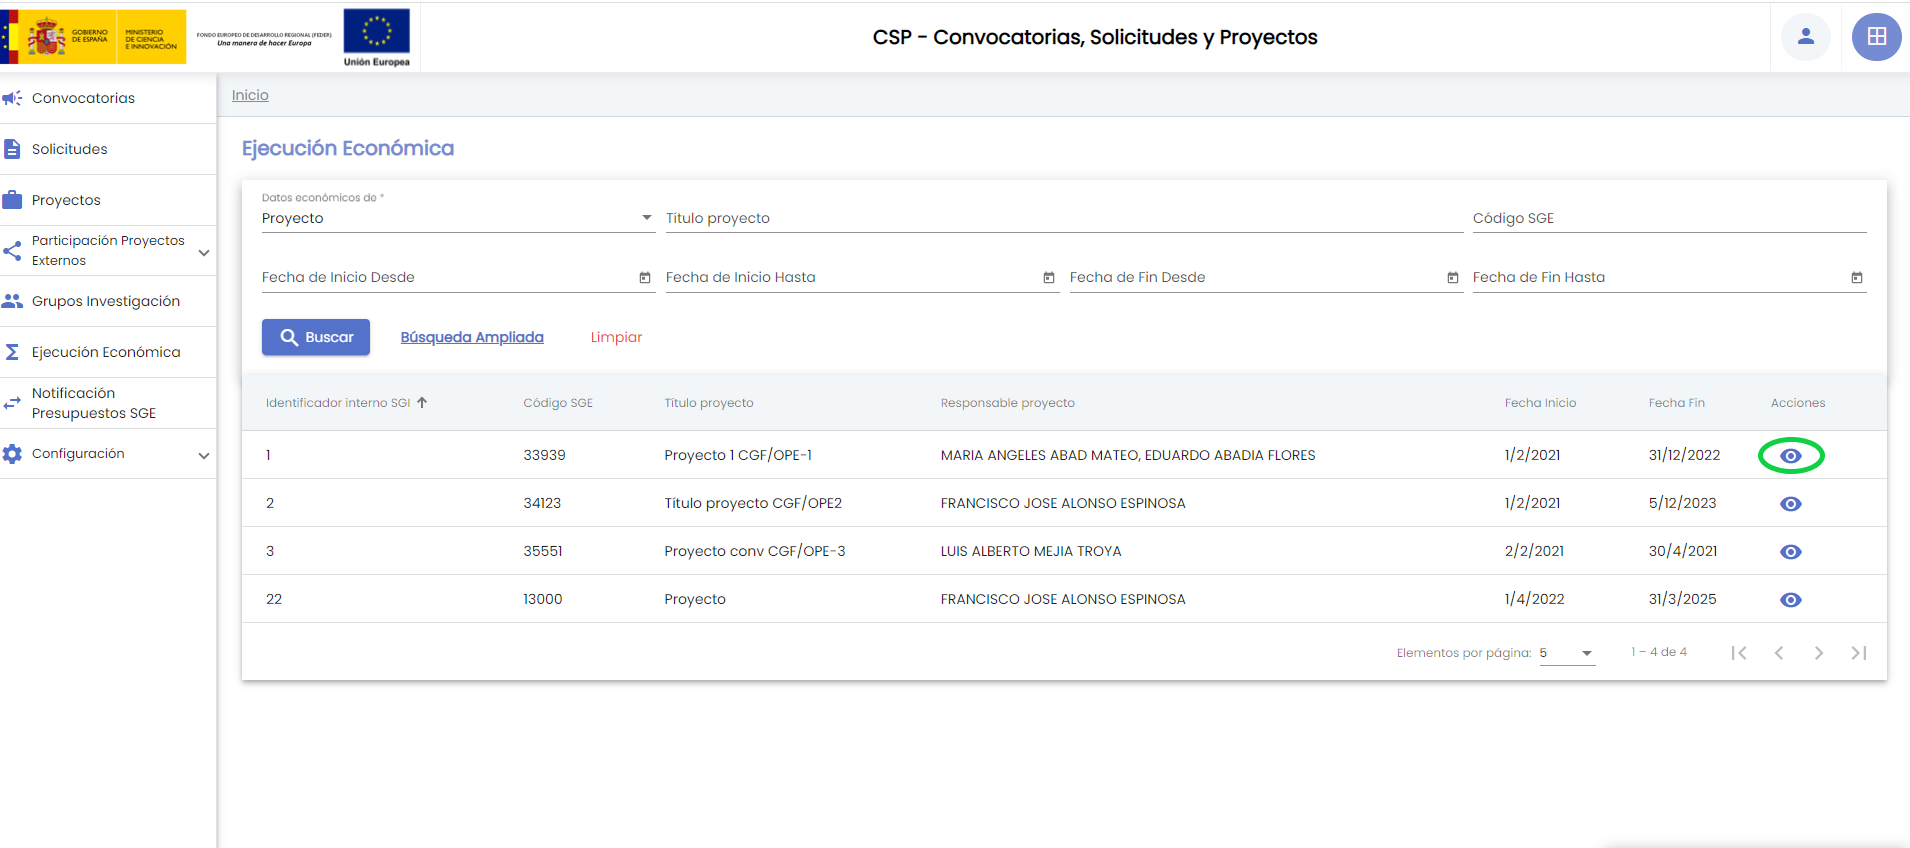 GOBIERNO
DE ESPAÑA
MINISTERIO
DE CIENCIA
E INNOVACIÓN
FONDO EUROPEO DE DESARROLLO REGIONAL (FEDER)
Una manera de hacer Europa
Unión Europea
CSP - Convocatorias, Solicitudes y Proyectos
Convocatorias
Solicitudes
Proyectos
Participación Proyectos
Externos
Grupos Investigación
Ejecución Económica
Notificación
Presupuestos SGE
Configuración
Inicio
Ejecución Económica
Datos económicos de *
Proyecto Título proyecto Código SGE
Fecha de Inicio Desde Fecha de Inicio Hasta Fecha de Fin Desde Fecha de Fin Hasta
Buscar Búsqueda Ampliada Limpiar
Identificador interno SGI Código SGE Título proyecto Responsable proyecto Fecha Inicio Fecha Fin Acciones
1 33939 Proyecto 1 CGF/OPE-1 MARIA ANGELES ABAD MATEO, EDUARDO ABADIA FLORES 1/2/2021 31/12/2022
2 34123 Título proyecto CGF/OPE2 FRANCISCO JOSE ALONSO ESPINOSA 1/2/2021 5/12/2023
3 35551 Proyecto conv CGF/OPE-3 LUIS ALBERTO MEJIA TROYA 2/2/2021 30/4/2021
22 13000 Proyecto FRANCISCO JOSE ALONSO ESPINOSA 1/4/2022 31/3/2025
Elementos por página: 5 1 – 4 de 4